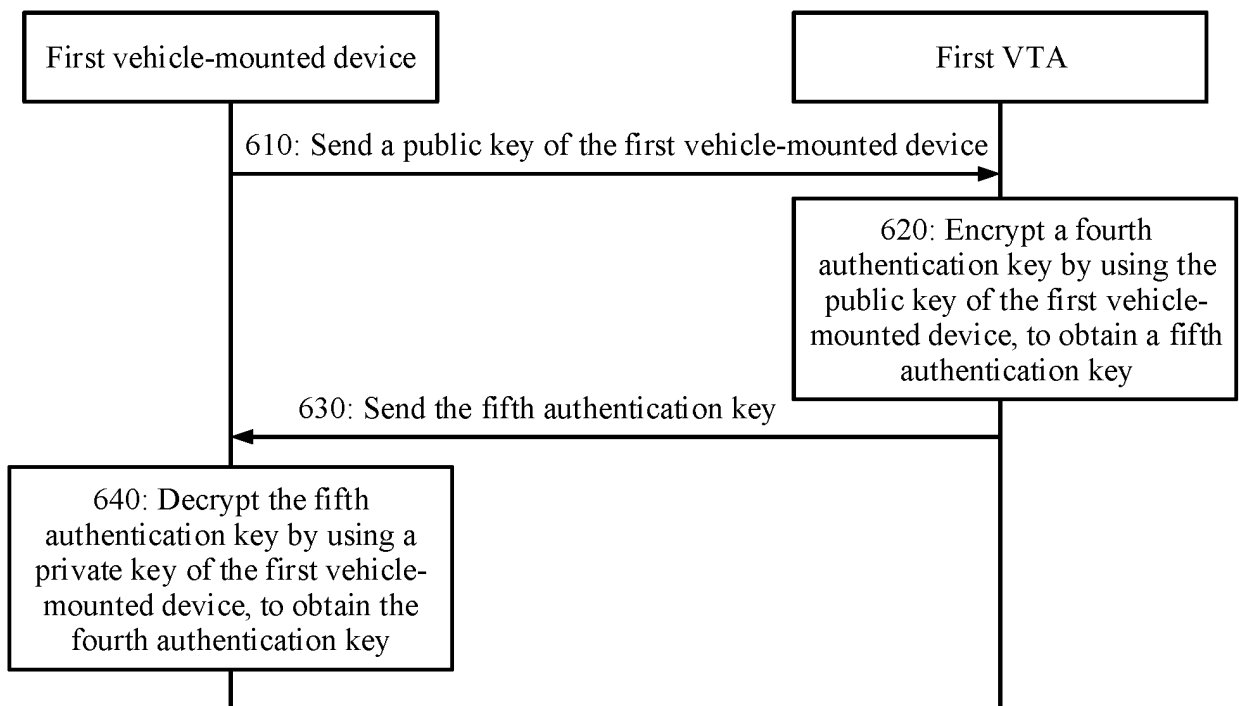 First vehicle-mounted device
First VTA
610: Send a public key of the first vehicle-mounted device
620: Encrypt a fourth
authentication key by using the
public key of the first vehicle-
mounted device, to obtain a fifth
authentication key
630: Send the fifth authentication key
640: Decrypt the fifth
authentication key by using a
private key of the first vehicle-
mounted device, to obtain the
fourth authentication key